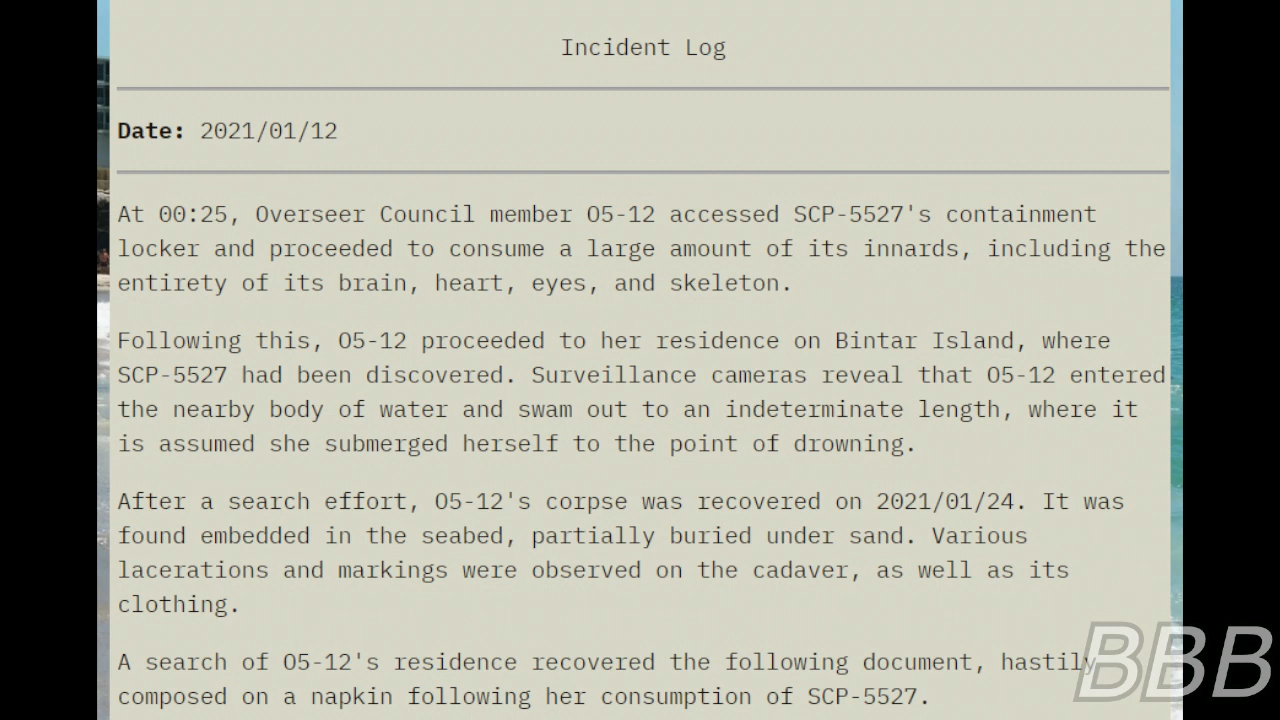 Incident Log
Date: 2021/01/12
At 00:25, Overseer Council member O5-12 accessed SCP-5527's containment
locker and proceeded to consume a large amount of its innards, including the
entirety of its brain, heart, eyes, and skeleton.
Following this, O5-12 proceeded to her residence on Bintar Island, where
SCP-5527 had been discovered. Surveillance cameras reveal that O5-12 entered
the nearby body of water and swam out to an indeterminate length, where it
is assumed she submerged herself to the point of drowning.
After a search effort, O5-12's corpse was recovered on 2021/01/24. It was
found embedded in the seabed, partially buried under sand. Various
lacerations and markings were observed on the cadaver, as well as its
clothing.
A search of O5-12's residence recovered the following document, hastily
composed on a napkin following her consumption of SCP-5527.
BBB